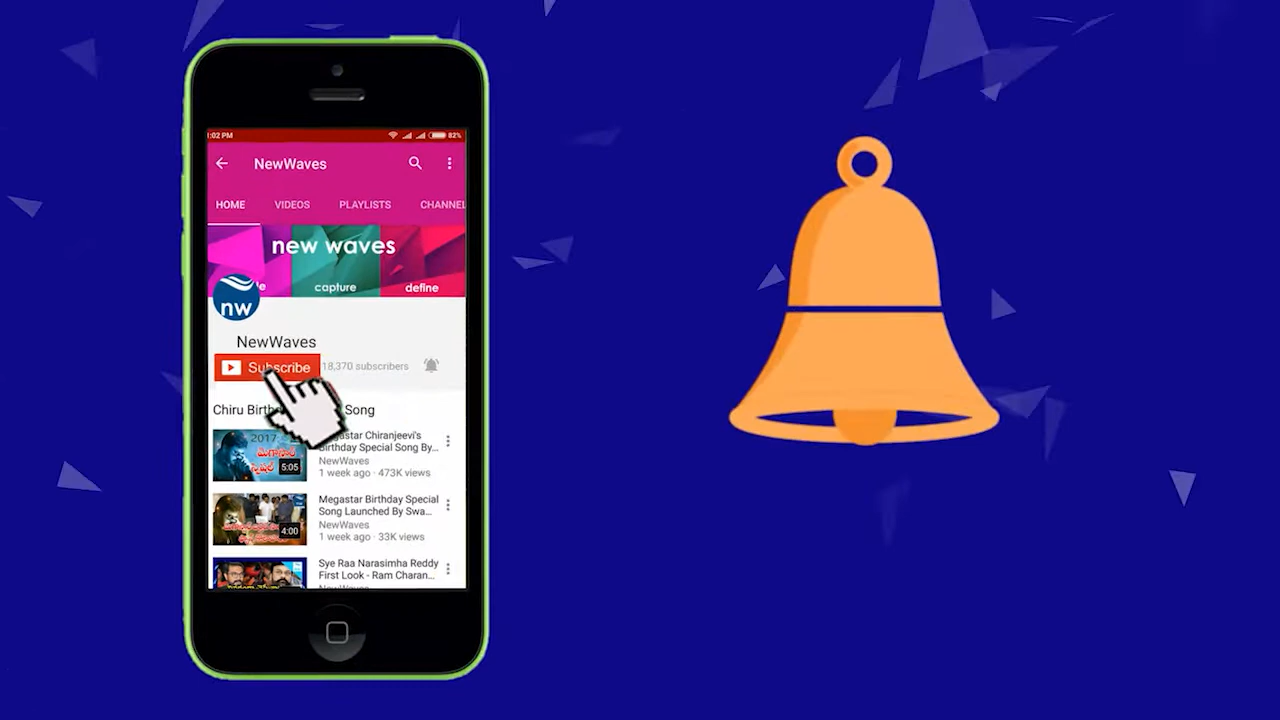 1:02 PM 82%
NewWaves
HOME VIDEOS PLAYLISTS CHANNEL
new waves
capture define
nw
NewWaves
Subscribe 18,370 subscribers
Chiru Song
2017
మెగాస్టార్
స్పెషల్
5:05
Megastar Chiranjeevi's
Birthday Special Song By...
NewWaves
1 week ago · 473K views
4:00
Megastar Birthday Special
Song Launched By Swa...
NewWaves
1 week ago · 33K views
Sye Raa Narasimha Reddy
First Look - Ram Charan...
NewWaves